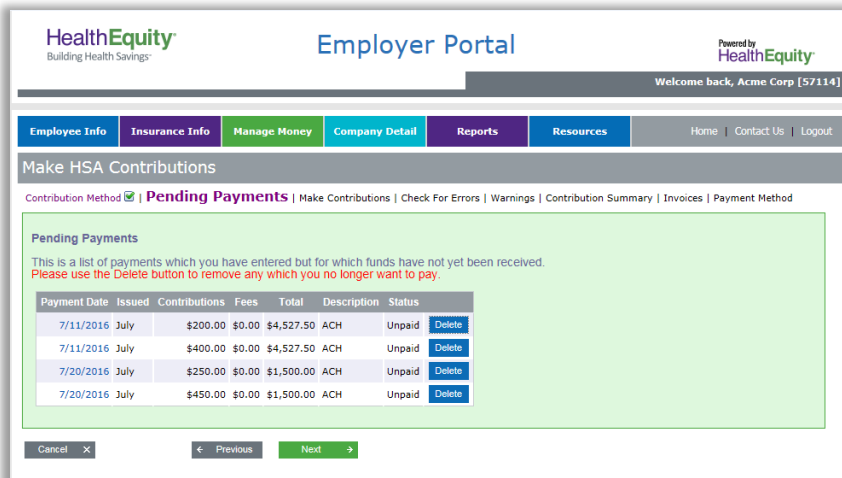 HealthEquity
Building Health Savings
Employer Portal
Powered by
HealthEquity
Welcome back, Acme Corp [57114]
Employee Info Insurance Info Manage Money Company Detail Reports Resources Home | Contact Us | Logout
Make HSA Contributions
Contribution Method | Pending Payments | Make Contributions | Check For Errors | Warnings | Contribution Summary | Invoices | Payment Method
Pending Payments
This is a list of payments which you have entered but for which funds have not yet been received.
Please use the Delete button to remove any which you no longer want to pay.
Payment Date Issued Contributions Fees Total Description Status
7/11/2016 July $200.00 $0.00 $4,527.50 ACH Unpaid Delete
7/11/2016 July $400.00 $0.00 $4,527.50 ACH Unpaid Delete
7/20/2016 July $250.00 $0.00 $1,500.00 ACH Unpaid Delete
7/20/2016 July $450.00 $0.00 $1,500.00 ACH Unpaid Delete
Cancel X ← Previous Next →